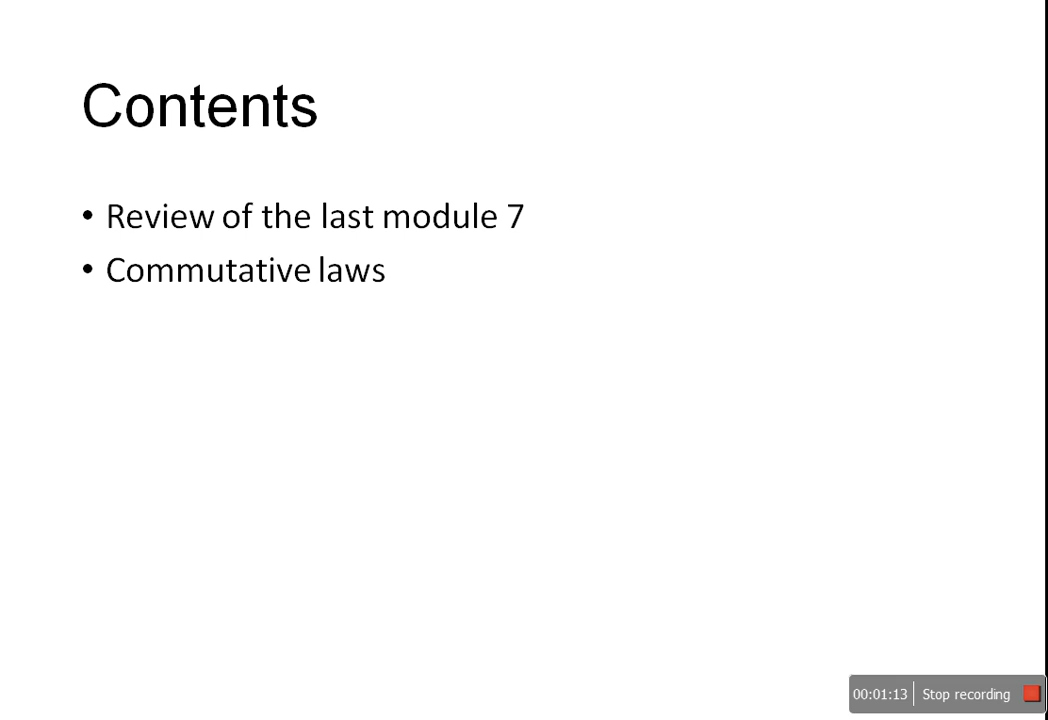 Contents
• Review of the last module 7
• Commutative laws
00:01:13 Stop recording